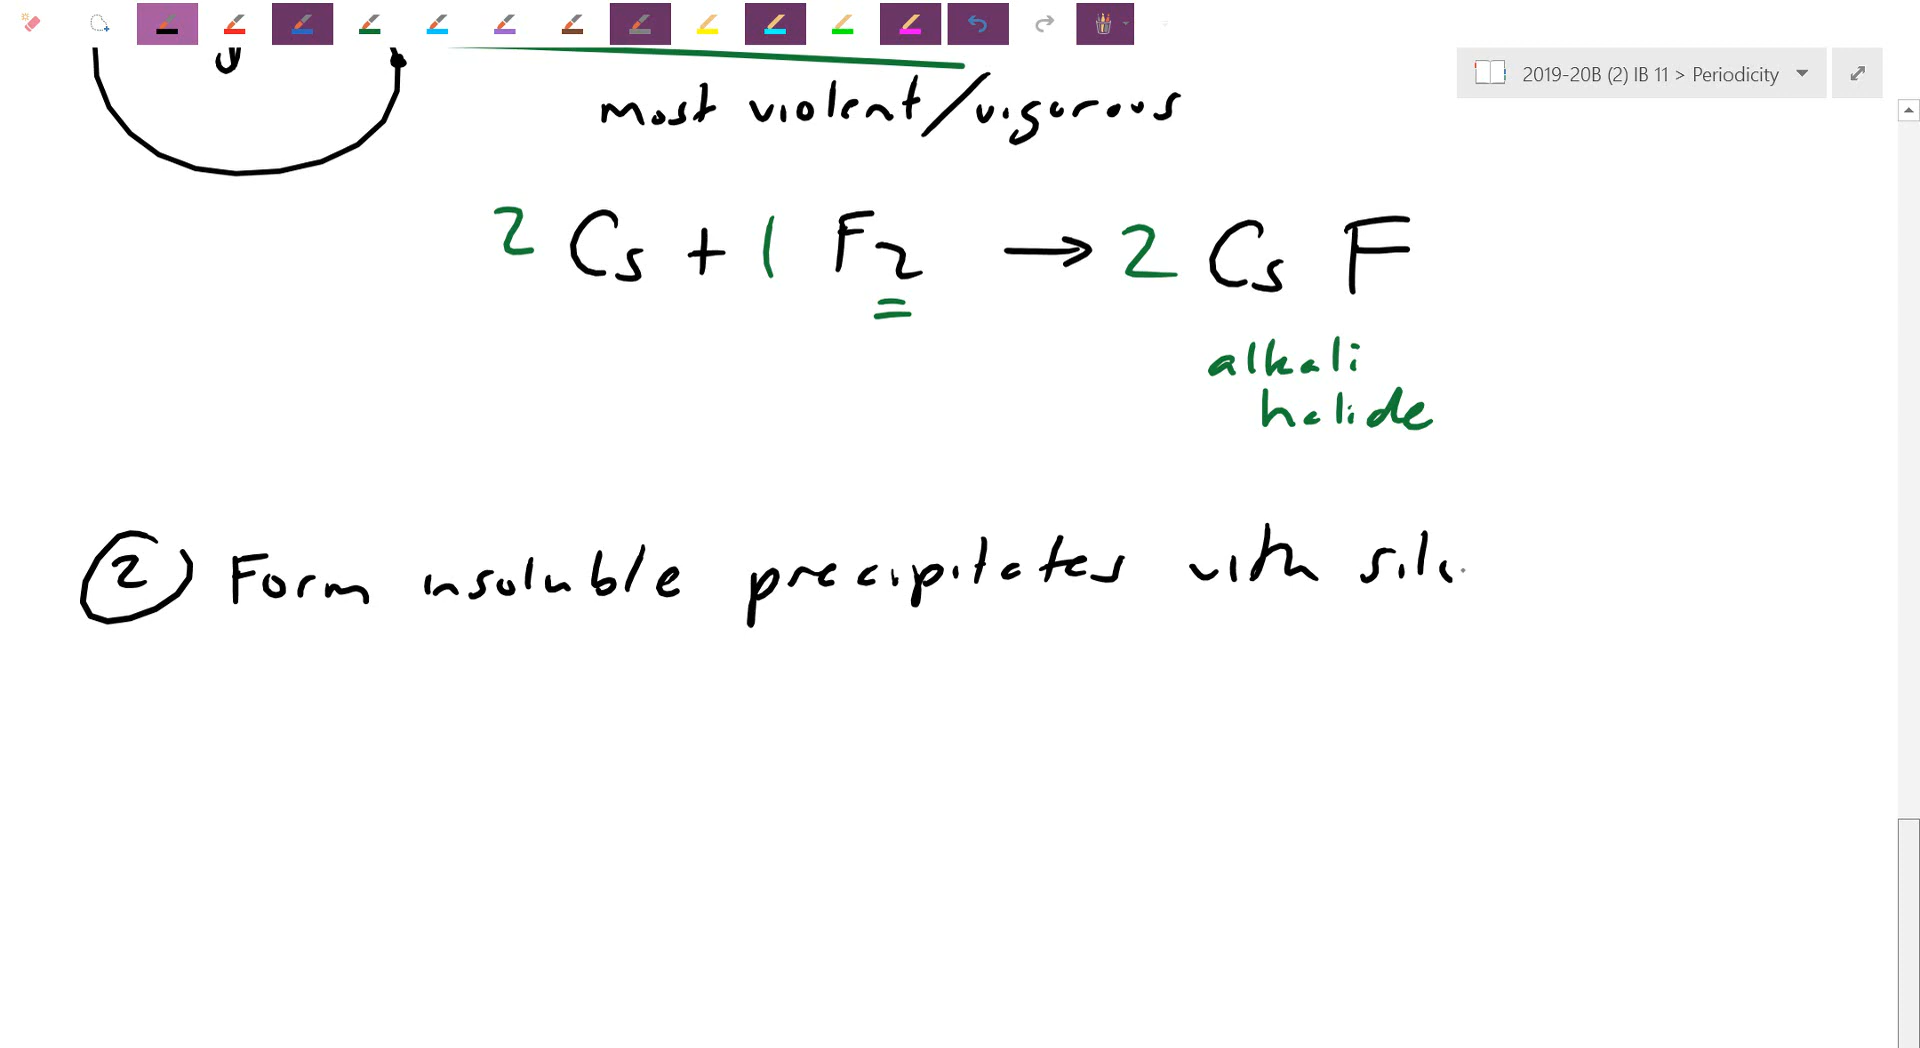 2019-20B (2) IB 11 > Periodicity
most violent/vigorous
2 Cs + 1 F2 → 2 Cs F
alkali
halide
② Form insoluble precipitates with silv